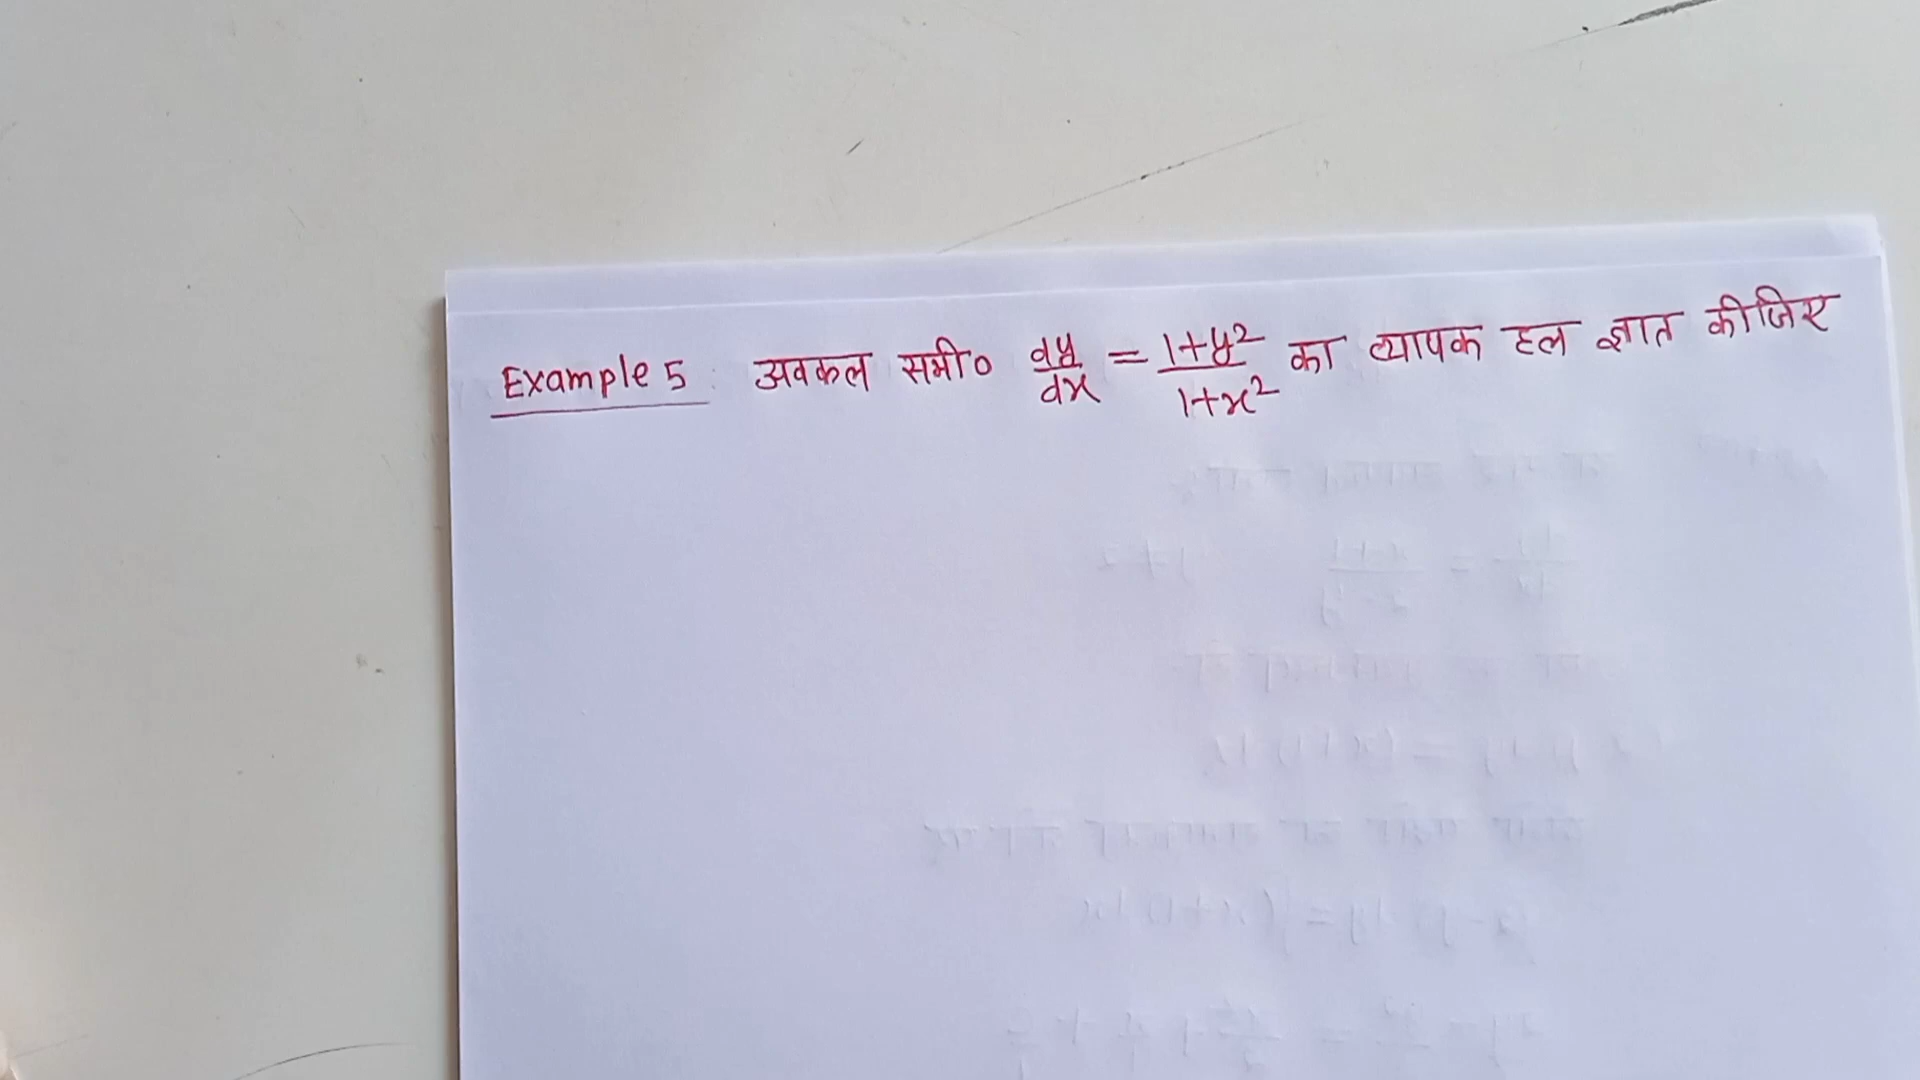 Example 5 अवकल समी० dy/dx = 1+y²/1+x² का व्यापक हल ज्ञात कीजिए